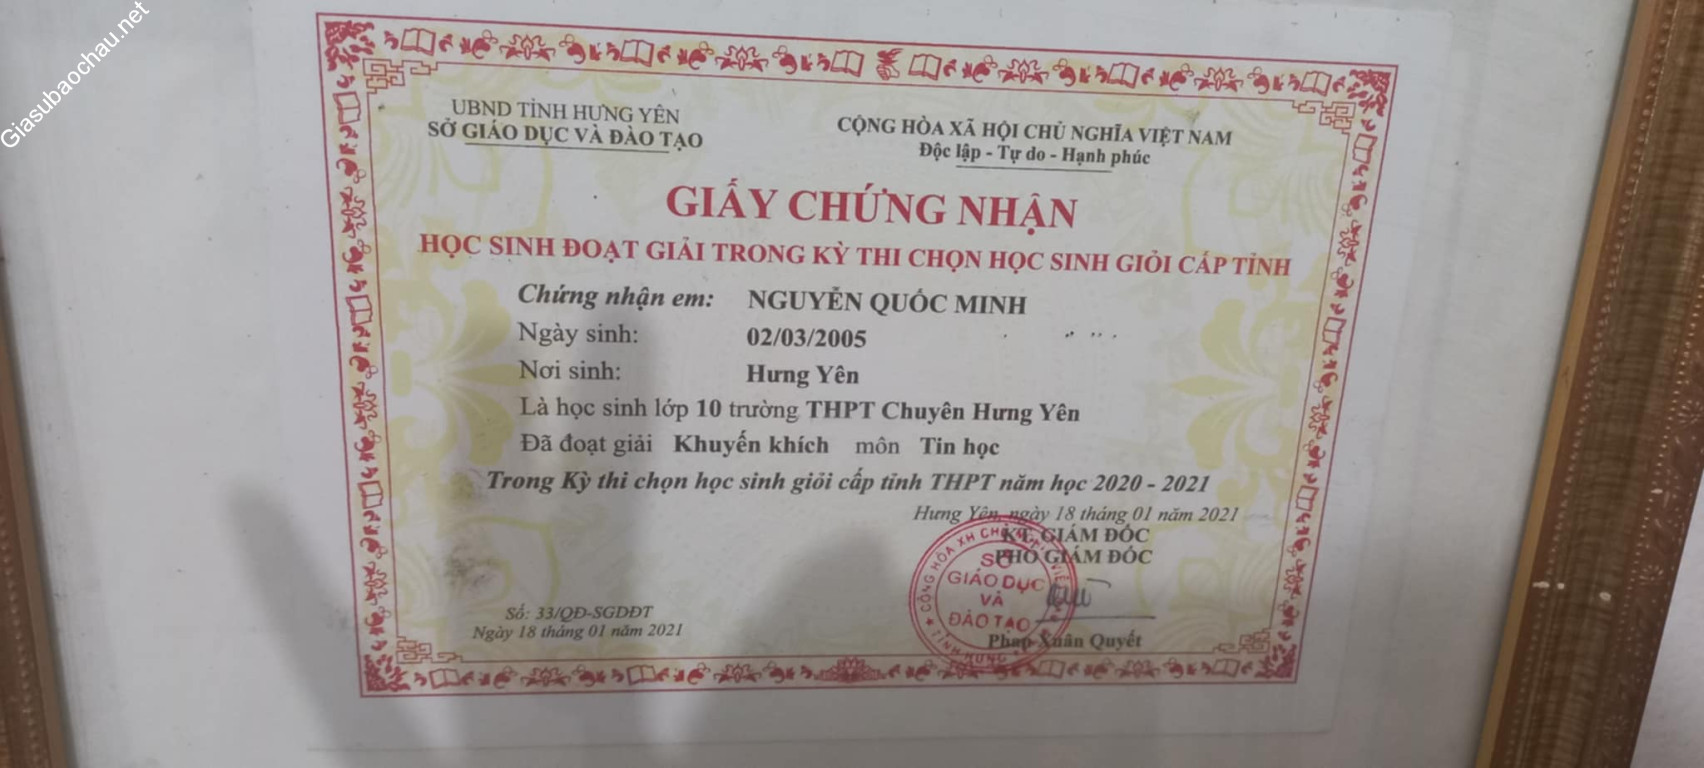 Giasubaochau.net
UBND TỈNH HƯNG YÊN
SỞ GIÁO DỤC VÀ ĐÀO TẠO
CỘNG HÒA XÃ HỘI CHỦ NGHĨA VIỆT NAM
Độc lập - Tự do - Hạnh phúc
GIẤY CHỨNG NHẬN
HỌC SINH ĐOẠT GIẢI TRONG KỲ THI CHỌN HỌC SINH GIỎI CẤP TỈNH
Chứng nhận em: NGUYỄN QUỐC MINH
Ngày sinh: 02/03/2005
Nơi sinh: Hưng Yên
Là học sinh lớp 10 trường THPT Chuyên Hưng Yên
Đã đoạt giải Khuyến khích môn Tin học
Trong Kỳ thi chọn học sinh giỏi cấp tỉnh THPT năm học 2020 - 2021
Hưng Yên, ngày 18 tháng 01 năm 2021
KT. GIÁM ĐỐC
PHÓ GIÁM ĐỐC
SỞ
GIÁO DỤC
VÀ
ĐÀO TẠO
Số: 33/QĐ-SGDĐT
Ngày 18 tháng 01 năm 2021
Xuân Quyết